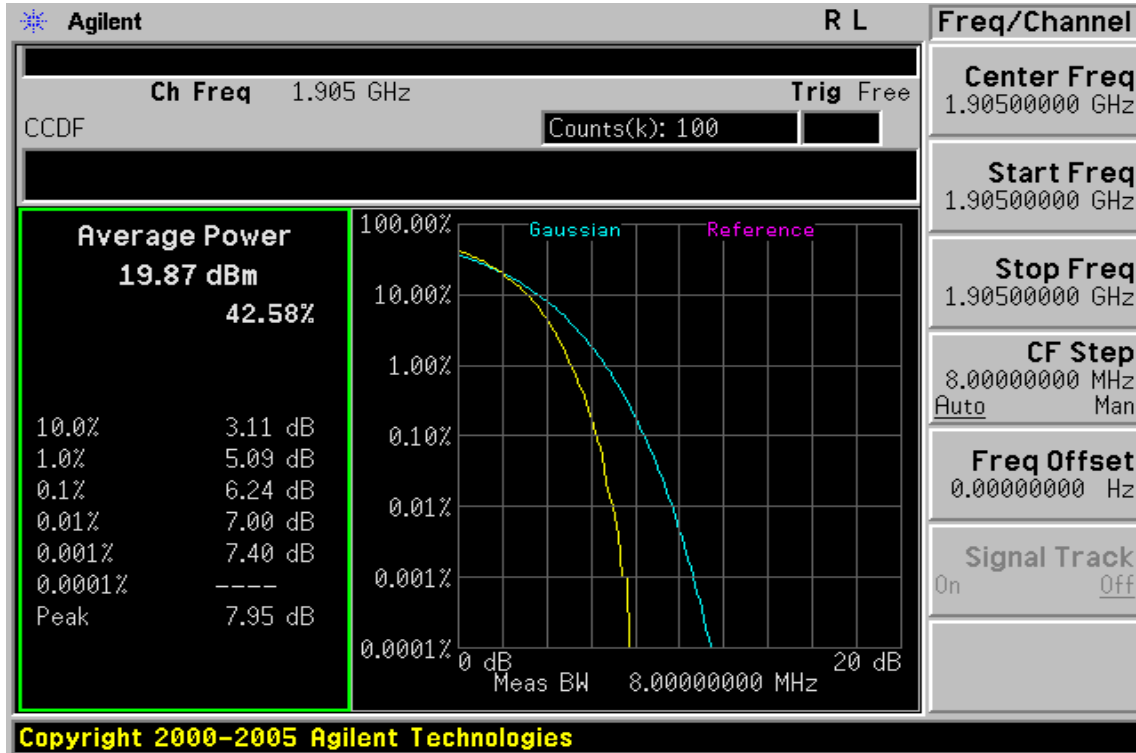 Agilent R L Freq/Channel
Ch Freq 1.905 GHz Trig Free
CCDF Counts(k): 100
Center Freq
1.90500000 GHz
Start Freq
1.90500000 GHz
Stop Freq
1.90500000 GHz
CF Step
8.00000000 MHz
Auto Man
Freq Offset
0.00000000 Hz
Signal Track
On Off
Average Power
19.87 dBm
42.58%
10.0% 3.11 dB
1.0% 5.09 dB
0.1% 6.24 dB
0.01% 7.00 dB
0.001% 7.40 dB
0.0001% ----
Peak 7.95 dB
Gaussian Reference
100.00%
10.00%
1.00%
0.10%
0.01%
0.001%
0.0001%
0 dB 20 dB
Meas BW 8.00000000 MHz
Copyright 2000-2005 Agilent Technologies